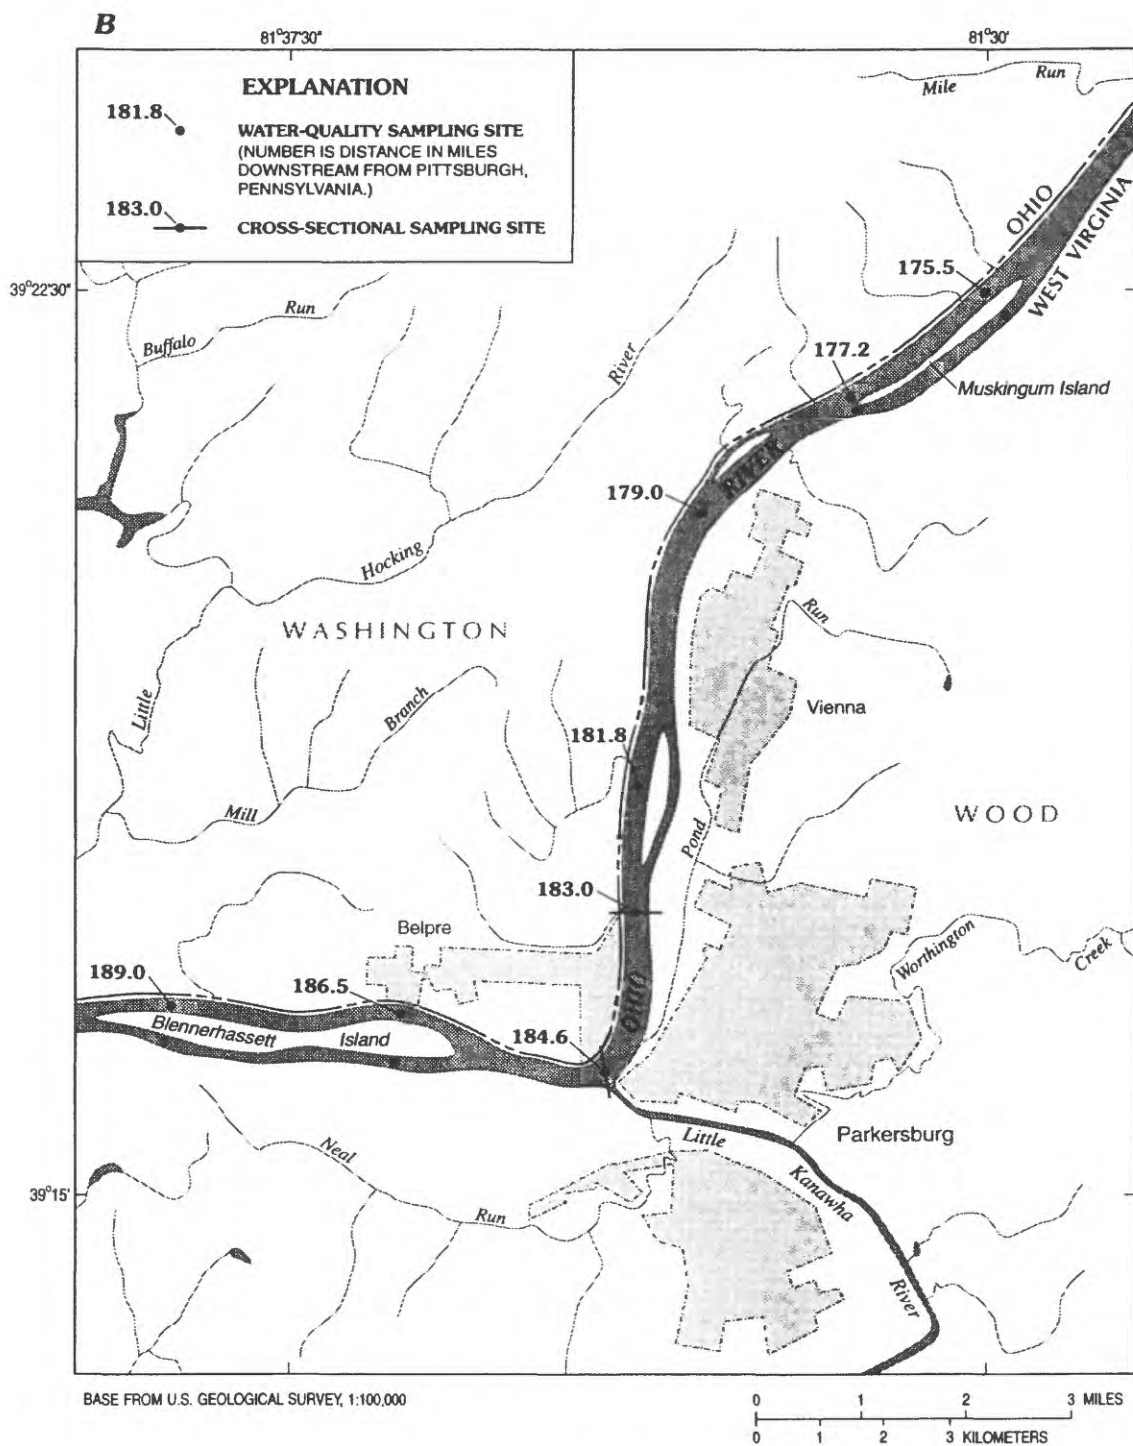 B
81°37'30"
81°30'
EXPLANATION
181.8
WATER-QUALITY SAMPLING SITE
(NUMBER IS DISTANCE IN MILES
DOWNSTREAM FROM PITTSBURGH,
PENNSYLVANIA.)
183.0
CROSS-SECTIONAL SAMPLING SITE
Mile Run
OHIO
WEST VIRGINIA
175.5
39°22'30"
Buffalo Run
River
177.2
Muskingum Island
RIVER
179.0
Hocking
WASHINGTON
Run
Little
Branch
Vienna
181.8
Mill
Pond
WOOD
183.0
Belpre
Worthington
Creek
189.0
186.5
OHIO
Blennerhassett Island
184.6
Neal
Little
Parkersburg
Kanawha
39°15'
Run
River
BASE FROM U.S. GEOLOGICAL SURVEY, 1:100,000
0 1 2 3 MILES
0 1 2 3 KILOMETERS